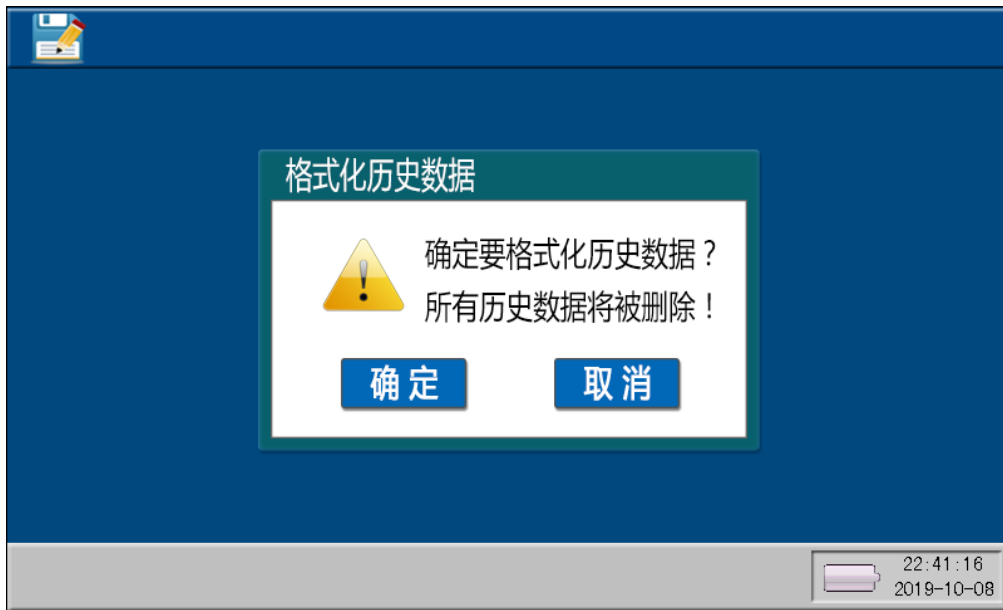 格式化历史数据
确定要格式化历史数据？
所有历史数据将被删除！
确定
取消
22:41:16
2019-10-08